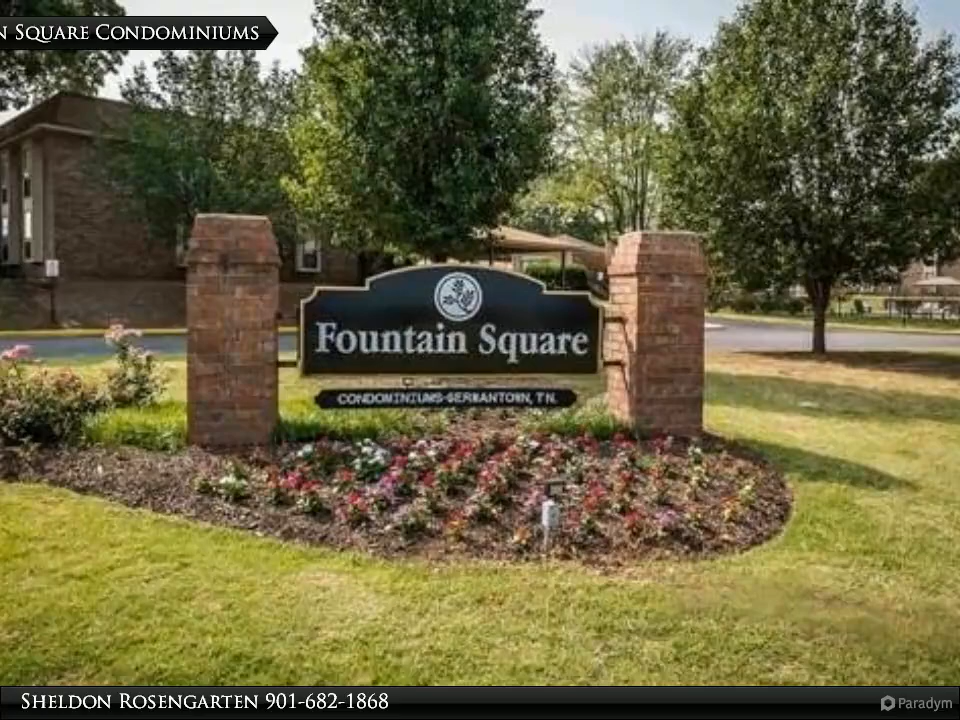 N SQUARE CONDOMINIUMS
Fountain Square
CONDOMINIUMS-GERMANTOWN, TN.
SHELDON ROSENGARTEN 901-682-1868
Paradym